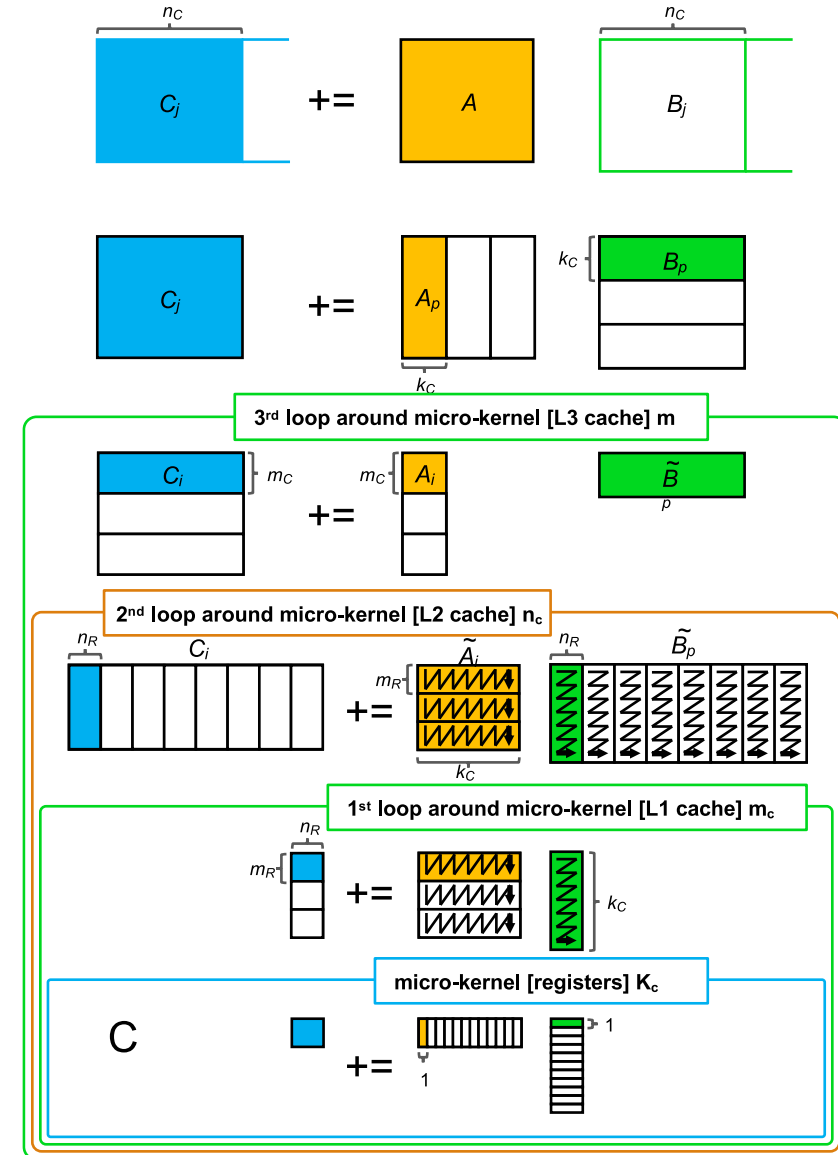 n_C n_C
C_j += A B_j
C_j += A_p k_C B_p
k_C
3rd loop around micro-kernel [L3 cache] m
C_i m_C += m_C A_i B̃
p
2nd loop around micro-kernel [L2 cache] n_c
n_R C_i Ã_i n_R B̃_p
m_R
+=
k_C
1st loop around micro-kernel [L1 cache] m_c
n_R
m_R += k_C
micro-kernel [registers] K_c
C += 1
1